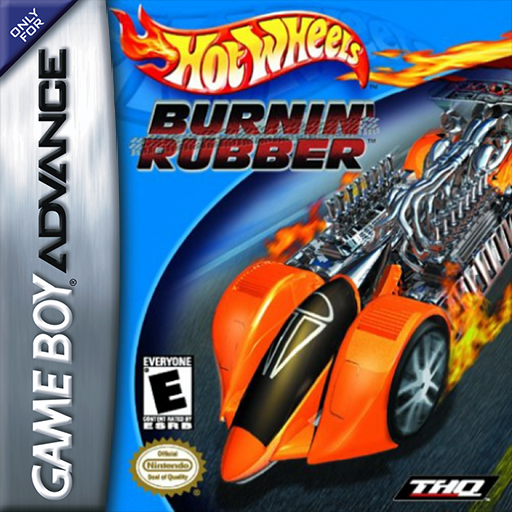 ONLY
FOR
GAME BOY ADVANCE
Hot Wheels
BURNIN'
RUBBER
EVERYONE
E
CONTENT RATED BY
ESRB
Official
Nintendo
Seal of Quality
THQ